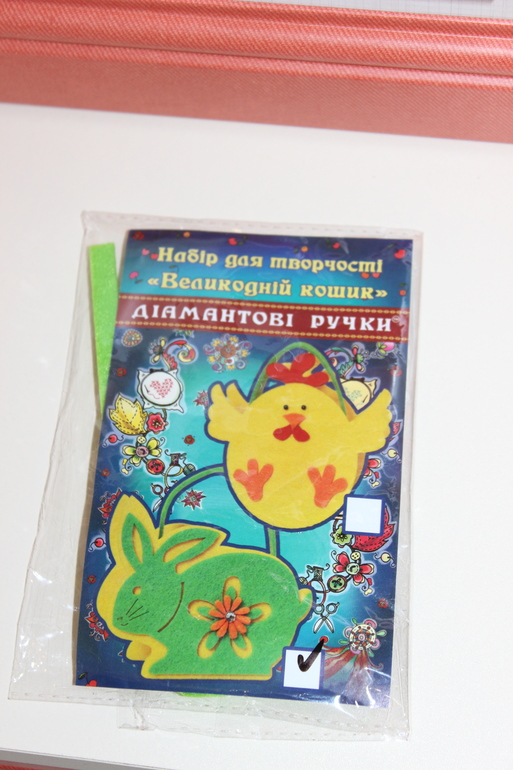 Набір для творчості
«Великодній кошик»
ДІАМАНТОВІ РУЧКИ